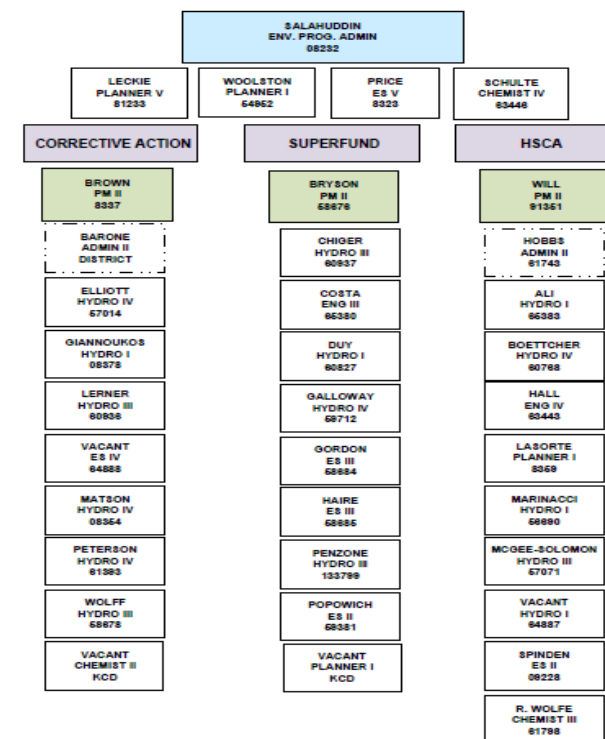 SALAHUDDIN
ENV. PROG. ADMIN
08232
LECKIE
PLANNER V
81233
WOOLSTON
PLANNER I
54952
PRICE
ES V
8323
SCHULTE
CHEMIST IV
63446
CORRECTIVE ACTION
BROWN
PM II
8337
BARONE
ADMIN II
DISTRICT
ELLIOTT
HYDRO IV
57014
GIANNOUKOS
HYDRO I
08378
LERNER
HYDRO III
60936
VACANT
ES IV
64888
MATSON
HYDRO IV
08354
PETERSON
HYDRO IV
61393
WOLFF
HYDRO III
58678
VACANT
CHEMIST II
KCD
SUPERFUND
BRYSON
PM II
58676
CHIGER
HYDRO III
60937
COSTA
ENG III
65380
DUY
HYDRO I
60827
GALLOWAY
HYDRO IV
59712
GORDON
ES III
58684
HAIRE
ES III
58685
PENZONE
HYDRO III
133799
POPOWICH
ES II
59381
VACANT
PLANNER I
KCD
HSCA
WILL
PM II
91351
HOBBS
ADMIN II
61743
ALI
HYDRO I
65383
BOETTCHER
HYDRO IV
60768
HALL
ENG IV
63443
LASORTE
PLANNER I
8359
MARINACCI
HYDRO I
56690
MCGEE-SOLOMON
HYDRO III
57071
VACANT
HYDRO I
64887
SPINDEN
ES II
09228
R. WOLFE
CHEMIST III
61798